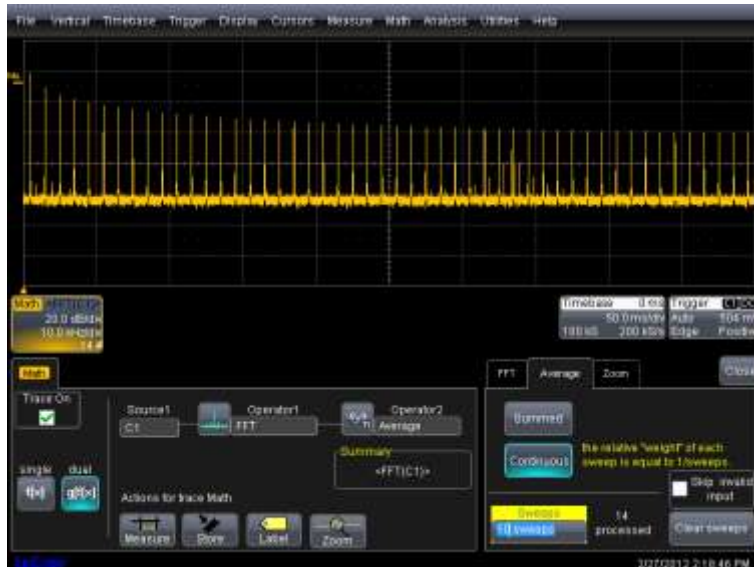 File Vertical Timebase Trigger Display Cursors Measure Math Analysis Utilities Help
Math
20.0 dB/div
10.0 kHz/div
14 #
Timebase 0 ms
50.0 ms/div
100 kS 200 kS/s
Trigger
Auto 504 m
Edge Positiv
Math
Trace On
single dual
f(x) g(f(x))
Source1
C1
Operator1
FFT
Operator2
Average
Summary
<FFT(C1)>
Actions for trace Math
Measure Store Label Zoom
FFT Average Zoom Close
Summed
Continuous
the relative "weight" of each
sweep is equal to 1/sweeps.
Skip invalid
input
Sweeps
10 sweeps
14
processed
Clear sweeps
3/27/2012 2:18:46 PM